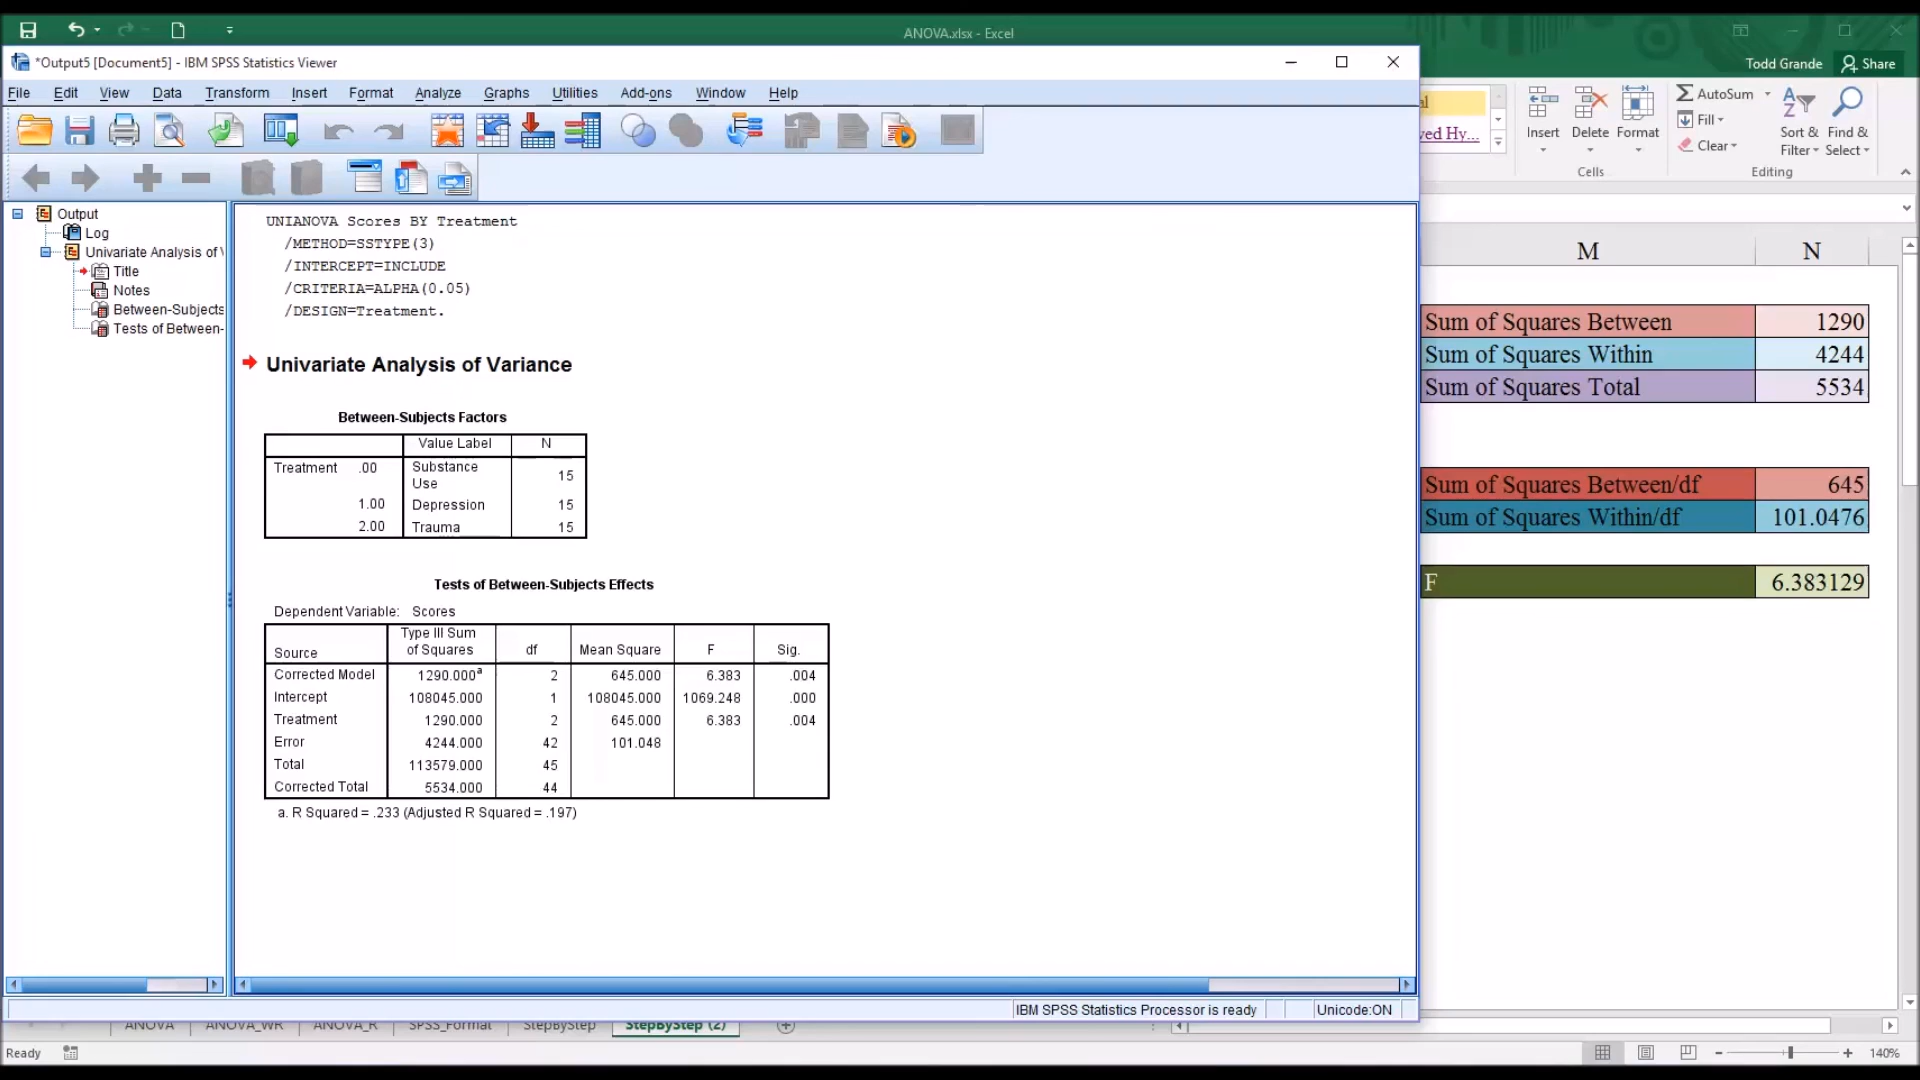 ANOVA.xlsx - Excel
*Output5 [Document5] - IBM SPSS Statistics Viewer
Todd Grande
Share
File Edit View Data Transform Insert Format Analyze Graphs Utilities Add-ons Window Help
AutoSum
Fill
Clear
Insert Delete Format
Sort & Filter
Find & Select
Cells
Editing
Output
Log
Univariate Analysis of
Title
Notes
Between-Subjects
Tests of Between-
UNIANOVA Scores BY Treatment
/METHOD=SSTYPE(3)
/INTERCEPT=INCLUDE
/CRITERIA=ALPHA(0.05)
/DESIGN=Treatment.
Univariate Analysis of Variance
Between-Subjects Factors
Value Label N
Treatment .00 Substance Use 15
1.00 Depression 15
2.00 Trauma 15
Tests of Between-Subjects Effects
Dependent Variable: Scores
Source Type III Sum of Squares df Mean Square F Sig.
Corrected Model 1290.000a 2 645.000 6.383 .004
Intercept 108045.000 1 108045.000 1069.248 .000
Treatment 1290.000 2 645.000 6.383 .004
Error 4244.000 42 101.048
Total 113579.000 45
Corrected Total 5534.000 44
a. R Squared = .233 (Adjusted R Squared = .197)
M N
Sum of Squares Between 1290
Sum of Squares Within 4244
Sum of Squares Total 5534
Sum of Squares Between/df 645
Sum of Squares Within/df 101.0476
F 6.383129
IBM SPSS Statistics Processor is ready
Unicode:ON
ANOVA ANOVA_WR ANOVA_R SPSS_Format StepByStep StepByStep (2)
Ready
140%